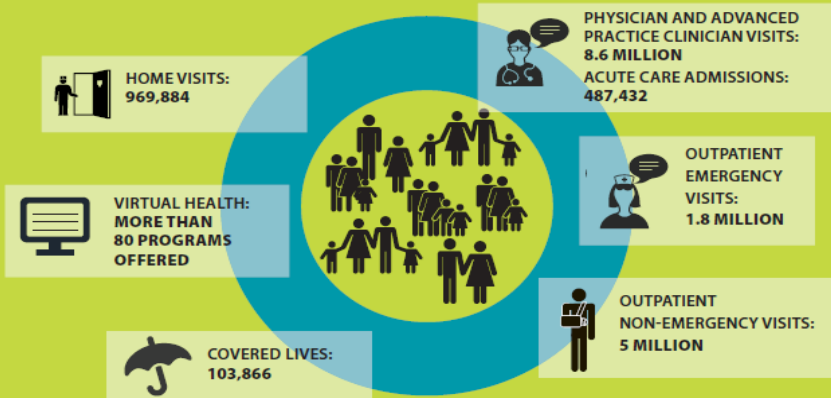 PHYSICIAN AND ADVANCED
PRACTICE CLINICIAN VISITS:
8.6 MILLION
ACUTE CARE ADMISSIONS:
487,432
HOME VISITS:
969,884
OUTPATIENT
EMERGENCY
VISITS:
1.8 MILLION
VIRTUAL HEALTH:
MORE THAN
80 PROGRAMS
OFFERED
OUTPATIENT
NON-EMERGENCY VISITS:
5 MILLION
COVERED LIVES:
103,866